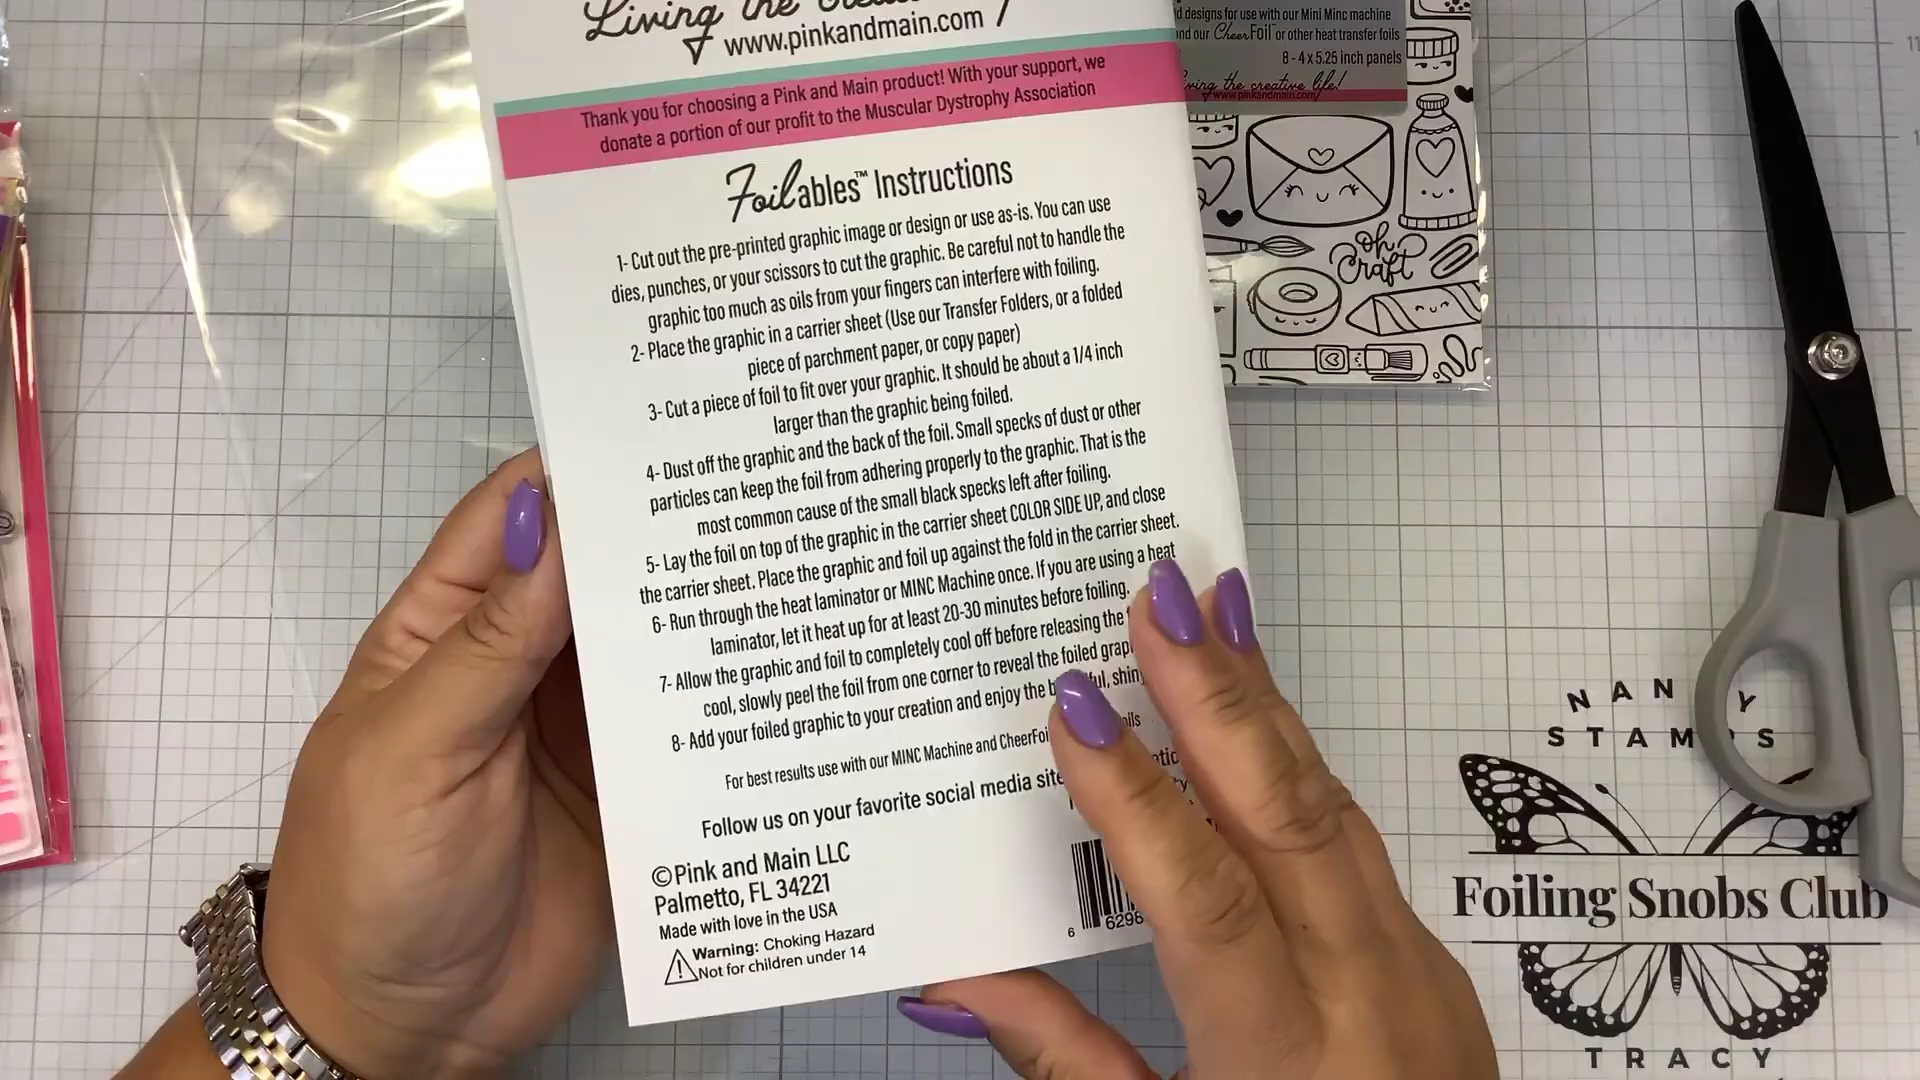 Living the
www.pinkandmain.com
Thank you for choosing a Pink and Main product! With your support, we
donate a portion of our profit to the Muscular Dystrophy Association
Foilables™ Instructions
1- Cut out the pre-printed graphic image or design or use as-is. You can use
dies, punches, or your scissors to cut the graphic. Be careful not to handle the
graphic too much as oils from your fingers can interfere with foiling.
2- Place the graphic in a carrier sheet (Use our Transfer Folders, or a folded
piece of parchment paper, or copy paper)
3- Cut a piece of foil to fit over your graphic. It should be about a 1/4 inch
larger than the graphic being foiled.
4- Dust off the graphic and the back of the foil. Small specks of dust or other
particles can keep the foil from adhering properly to the graphic. That is the
most common cause of the small black specks left after foiling.
5- Lay the foil on top of the graphic in the carrier sheet COLOR SIDE UP, and close
the carrier sheet. Place the graphic and foil up against the fold in the carrier sheet.
6- Run through the heat laminator or MINC Machine once. If you are using a heat
laminator, let it heat up for at least 20-30 minutes before foiling.
7- Allow the graphic and foil to completely cool off before releasing the
cool, slowly peel the foil from one corner to reveal the foiled
8- Add your foiled graphic to your creation and enjoy the shiny
For best results use with our MINC Machine and
Follow us on your favorite social media
©Pink and Main LLC
Palmetto, FL 34221
Made with love in the USA
Warning: Choking Hazard
Not for children under 14
6 6298
designs for use with our Mini Minc machine
and our CheerFoil™ or other heat transfer foils
8 - 4 x 5.25 inch panels
living the creative life!
www.pinkandmain.com
oh
craft
NANCY
STAMPS
Foiling Snobs Club
TRACY